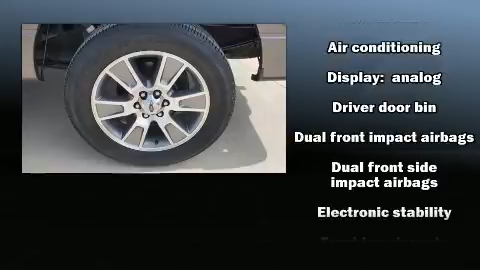 Air conditioning
Display: analog
Driver door bin
Dual front impact airbags
Dual front side
impact airbags
Electronic stability